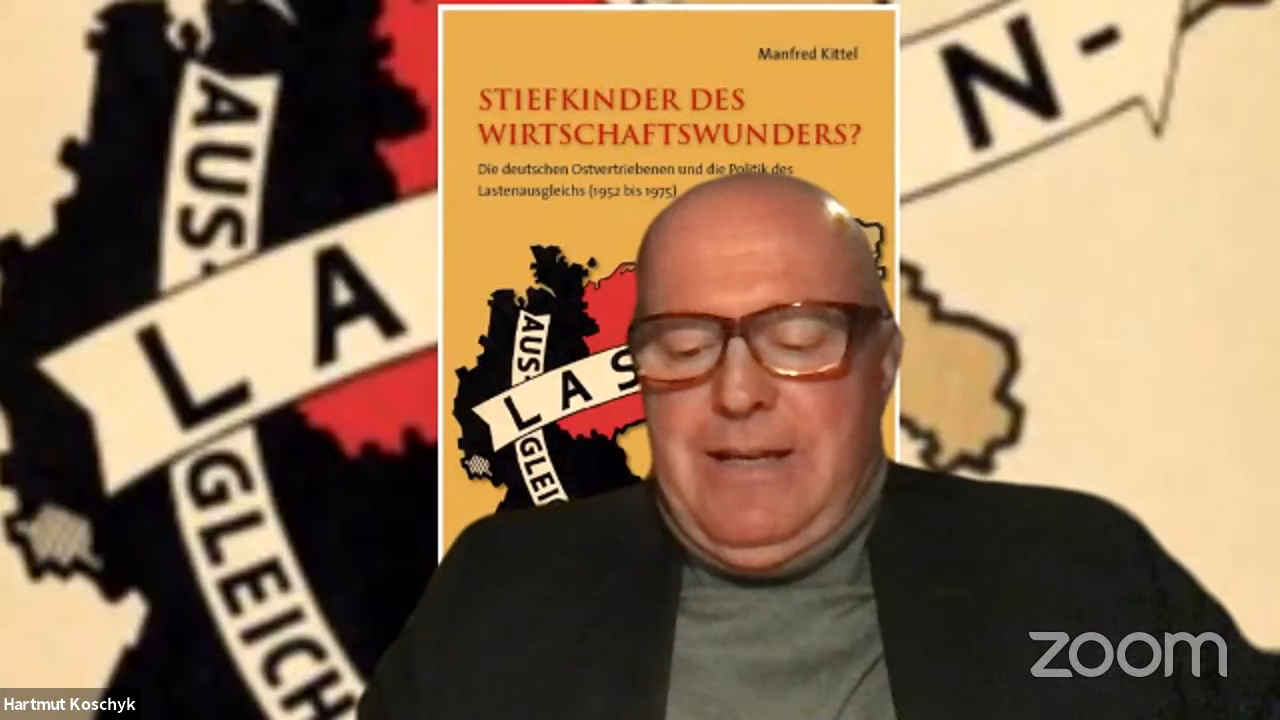 Manfred Kittel
STIEFKINDER DES
WIRTSCHAFTSWUNDERS?
Die deutschen Ostvertriebenen und die Politik des
Lastenausgleichs (1952 bis 1975)
AUS-
LAS
GLEI
AUS-
LA
N-
GLEICH
zoom
Hartmut Koschyk